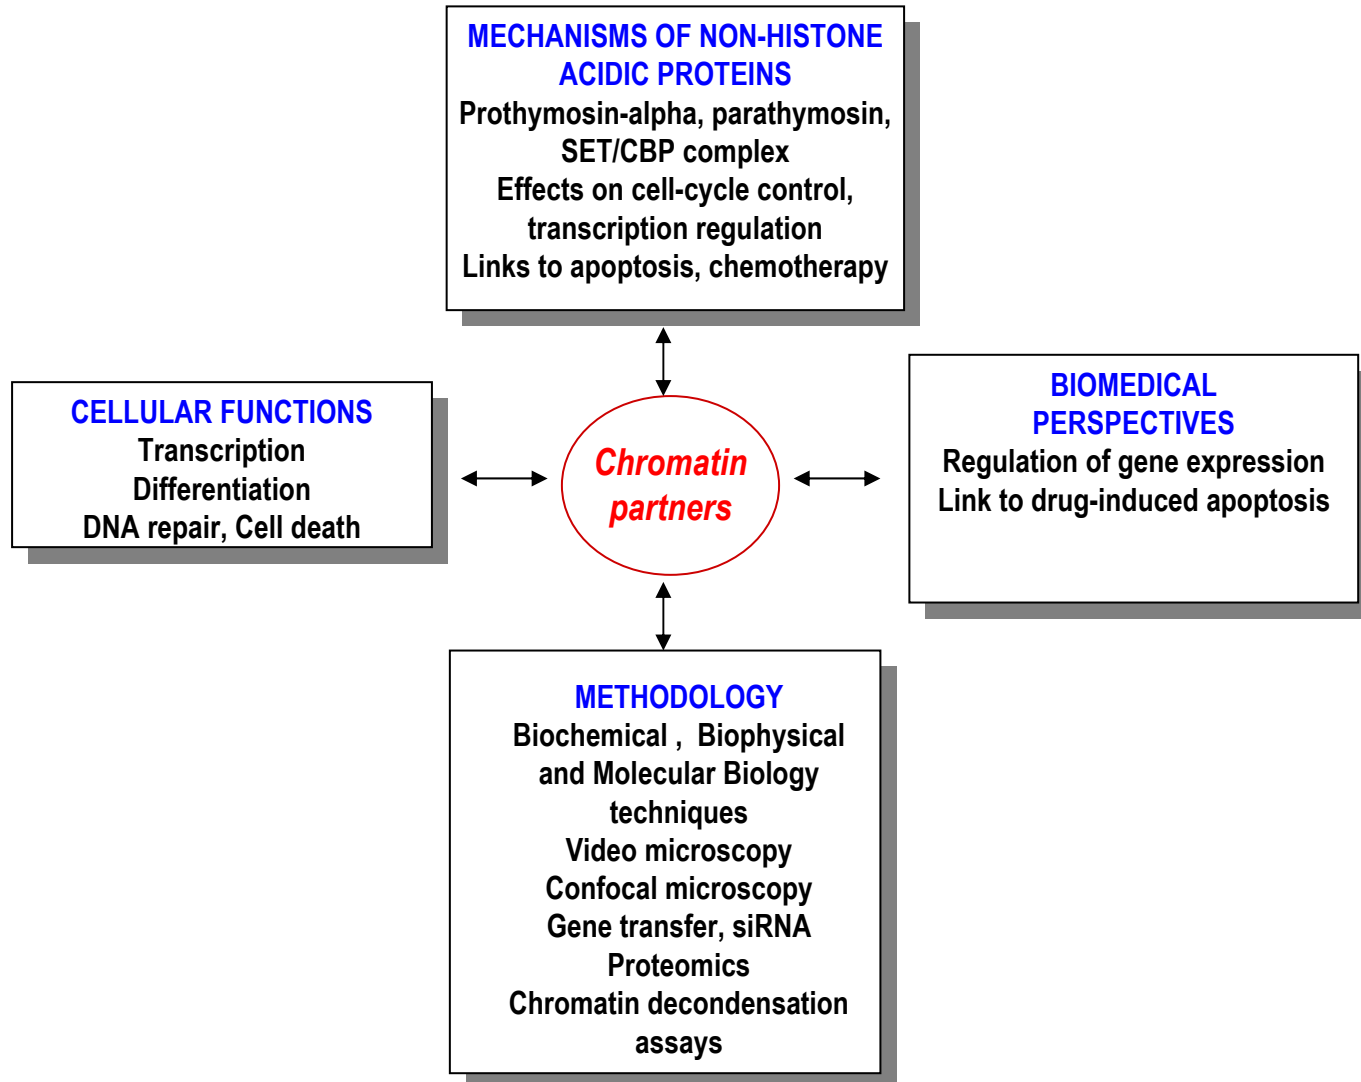 MECHANISMS OF NON-HISTONE
ACIDIC PROTEINS
Prothymosin-alpha, parathymosin,
SET/CBP complex
Effects on cell-cycle control,
transcription regulation
Links to apoptosis, chemotherapy
CELLULAR FUNCTIONS
Transcription
Differentiation
DNA repair, Cell death
Chromatin
partners
BIOMEDICAL
PERSPECTIVES
Regulation of gene expression
Link to drug-induced apoptosis
METHODOLOGY
Biochemical , Biophysical
and Molecular Biology
techniques
Video microscopy
Confocal microscopy
Gene transfer, siRNA
Proteomics
Chromatin decondensation
assays